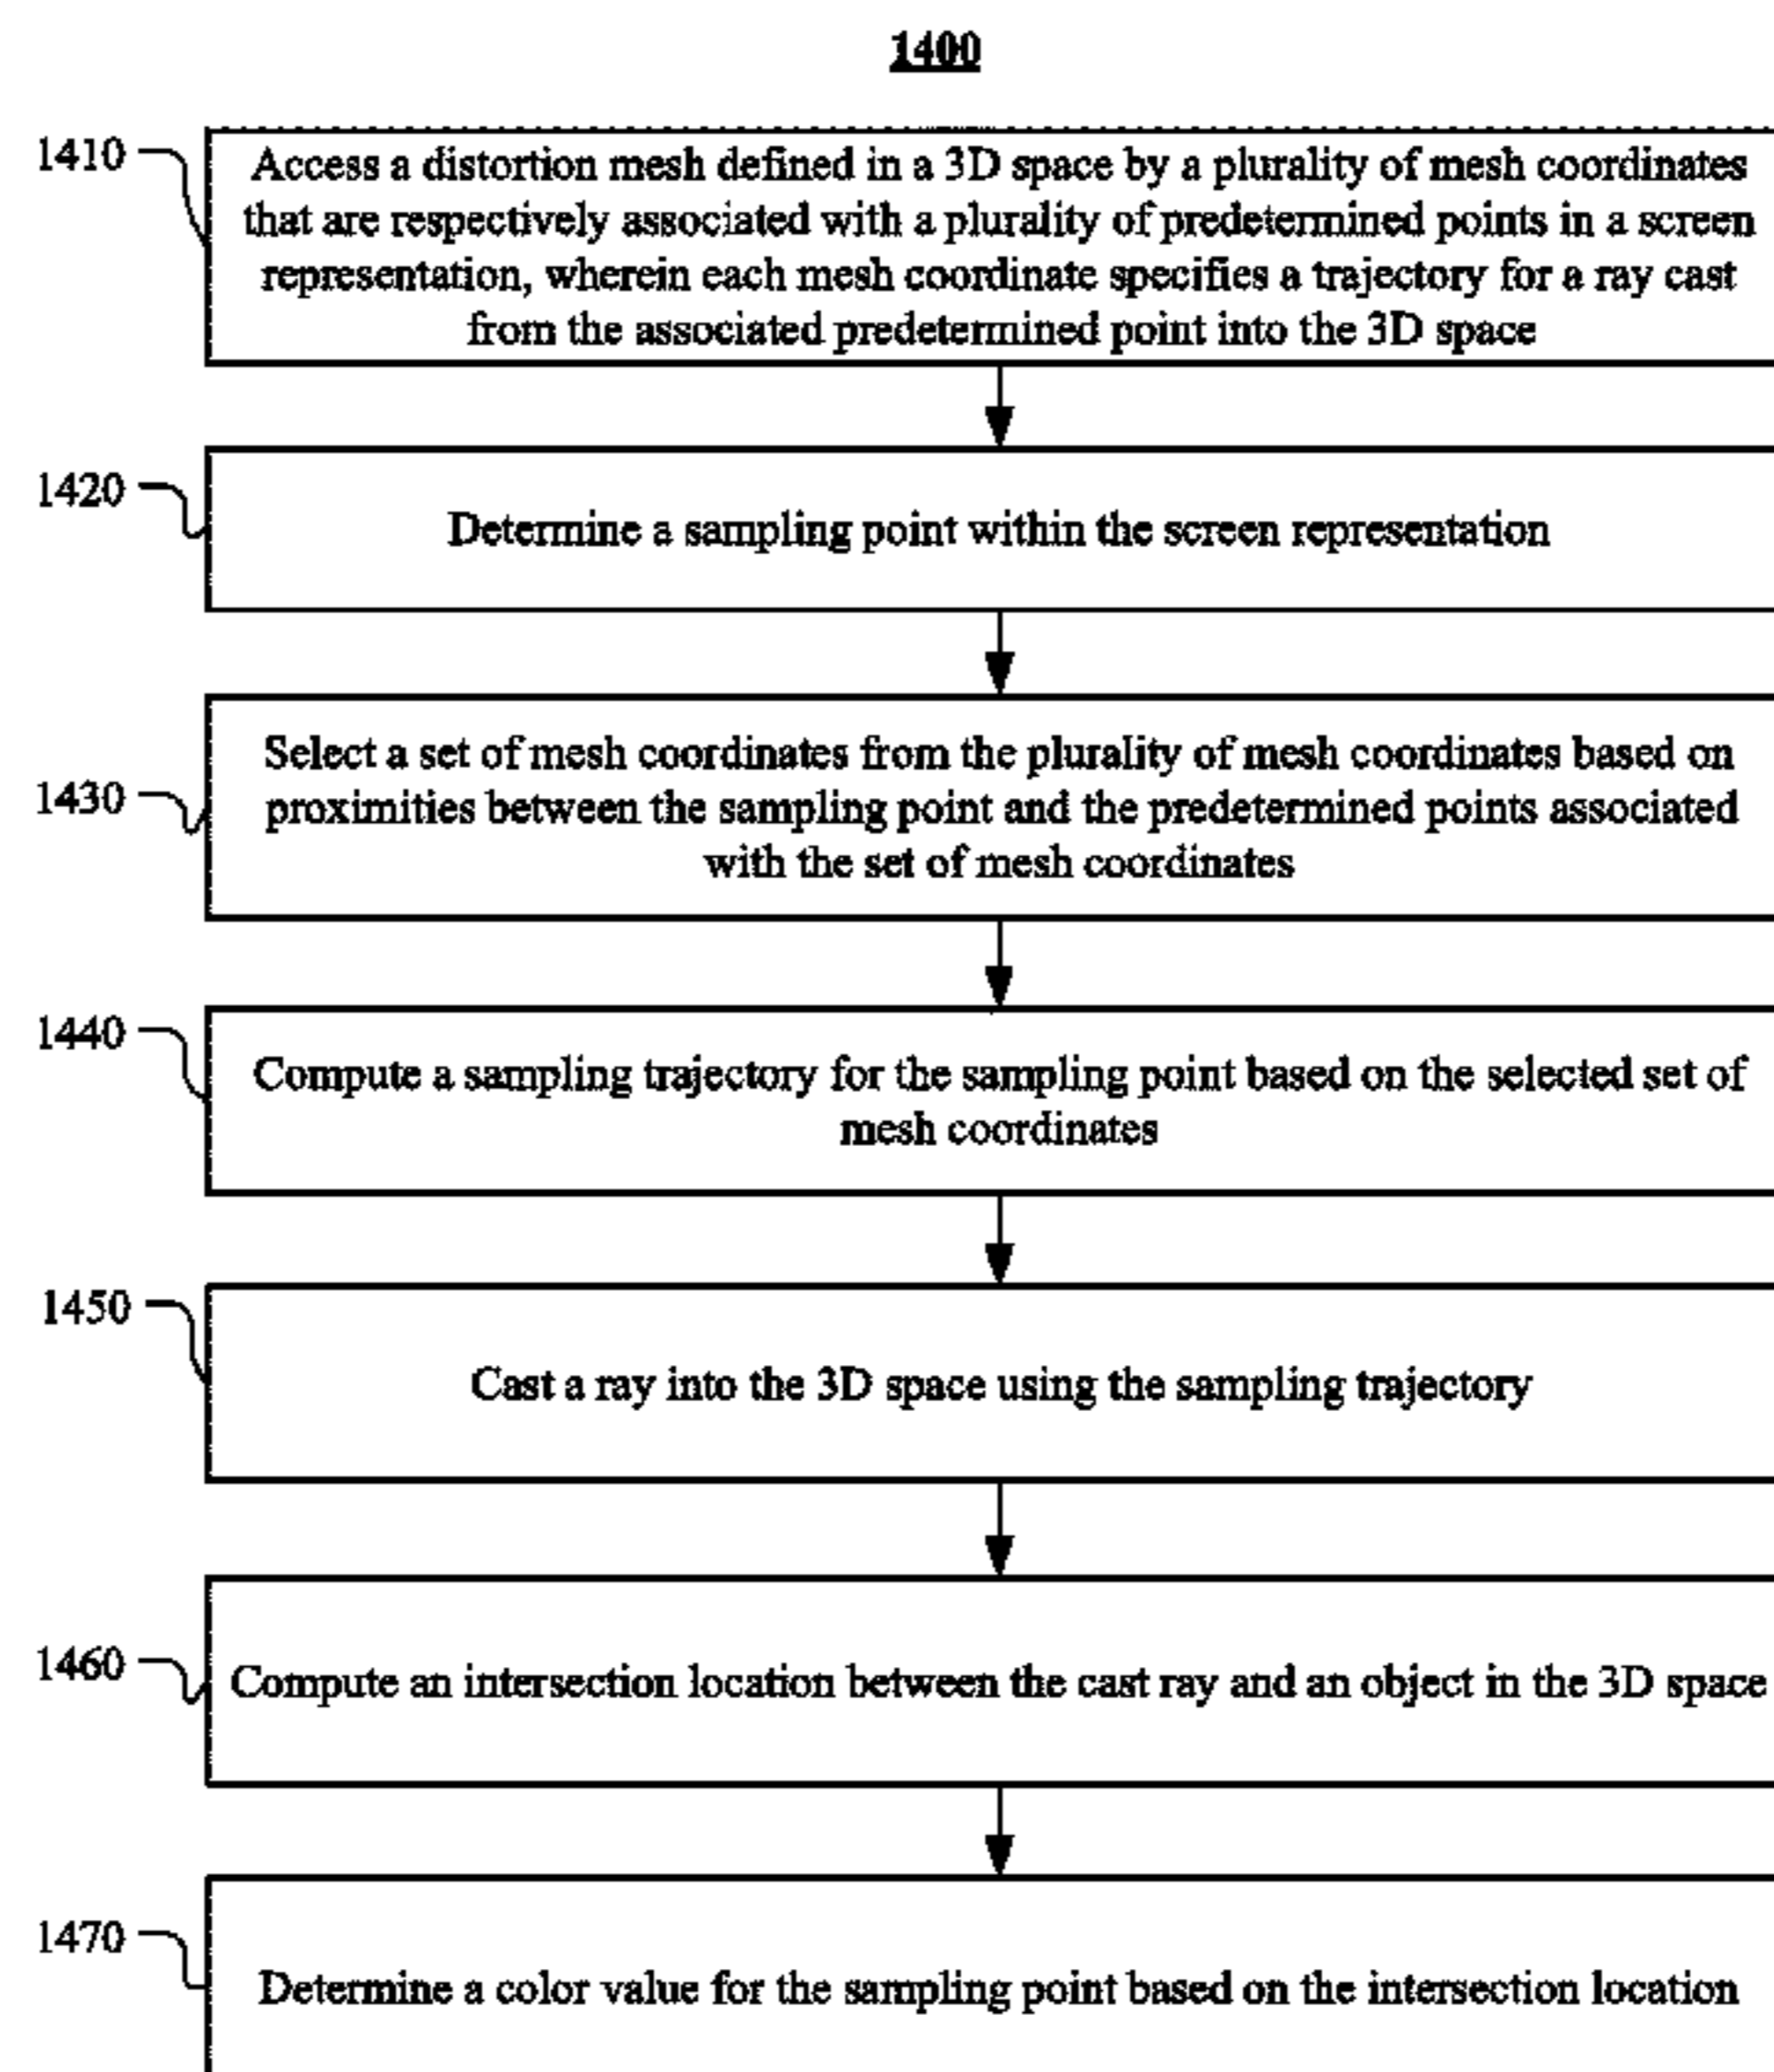 1400
1410
Access a distortion mesh defined in a 3D space by a plurality of mesh coordinates
that are respectively associated with a plurality of predetermined points in a screen
representation, wherein each mesh coordinate specifies a trajectory for a ray cast
from the associated predetermined point into the 3D space
1420
Determine a sampling point within the screen representation
1430
Select a set of mesh coordinates from the plurality of mesh coordinates based on
proximities between the sampling point and the predetermined points associated
with the set of mesh coordinates
1440
Compute a sampling trajectory for the sampling point based on the selected set of
mesh coordinates
1450
Cast a ray into the 3D space using the sampling trajectory
1460
Compute an intersection location between the cast ray and an object in the 3D space
1470
Determine a color value for the sampling point based on the intersection location